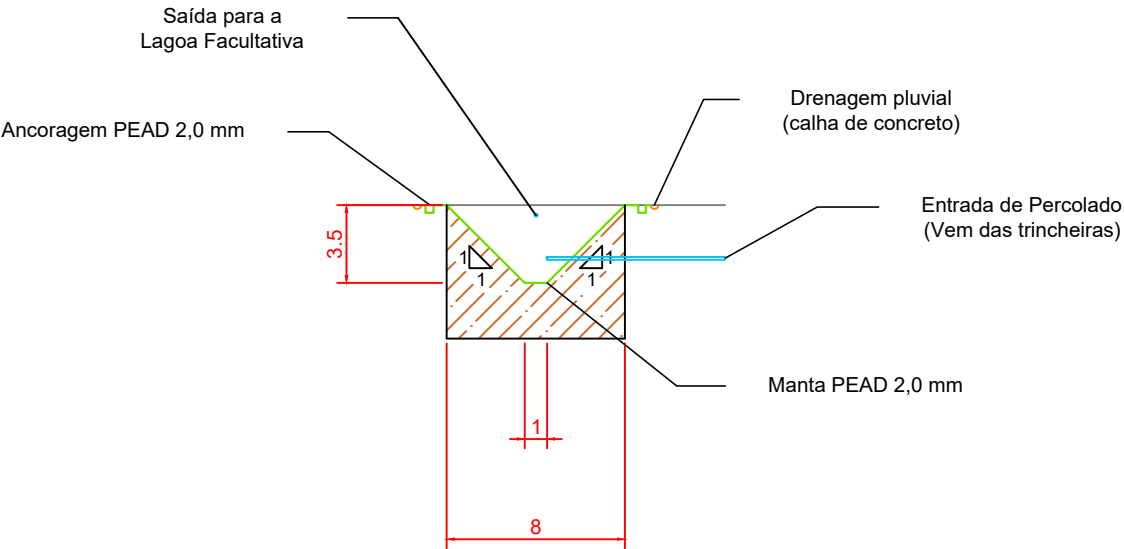 Saída para a
Lagoa Facultativa
Drenagem pluvial
(calha de concreto)
Ancoragem PEAD 2,0 mm
Entrada de Percolado
(Vem das trincheiras)
3.5
1
1
1
1
Manta PEAD 2,0 mm
1
8